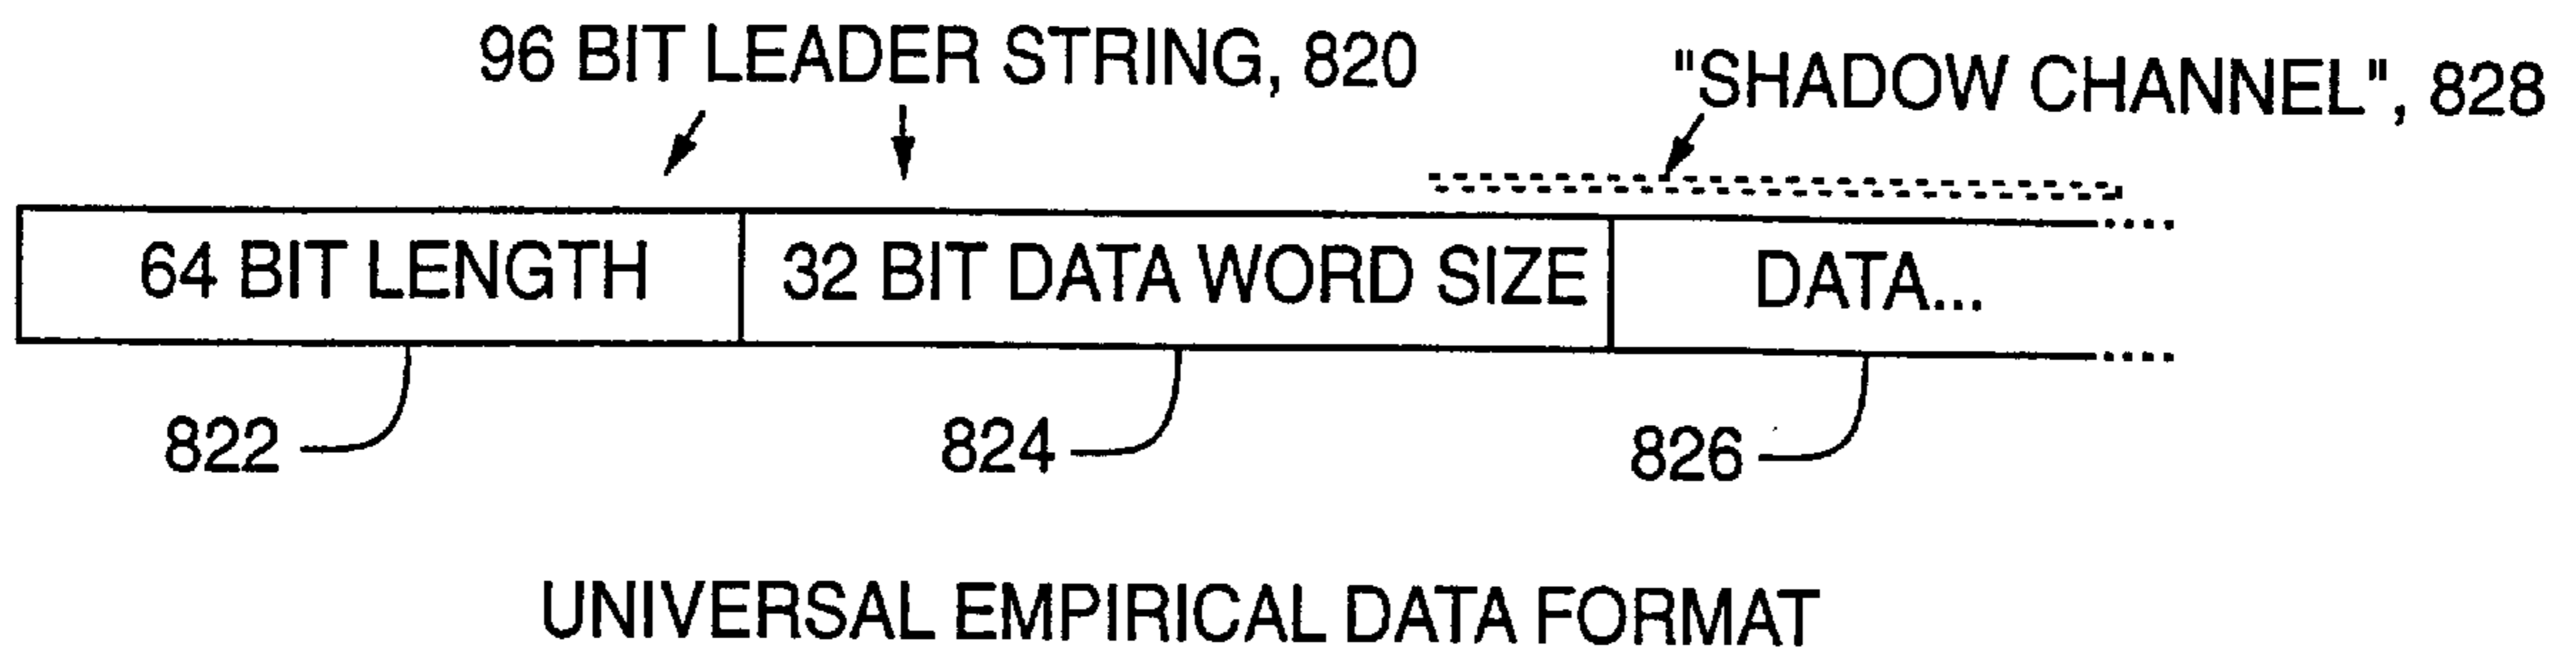 96 BIT LEADER STRING, 820
"SHADOW CHANNEL", 828
64 BIT LENGTH
32 BIT DATA WORD SIZE
DATA...
822
824
826
UNIVERSAL EMPIRICAL DATA FORMAT